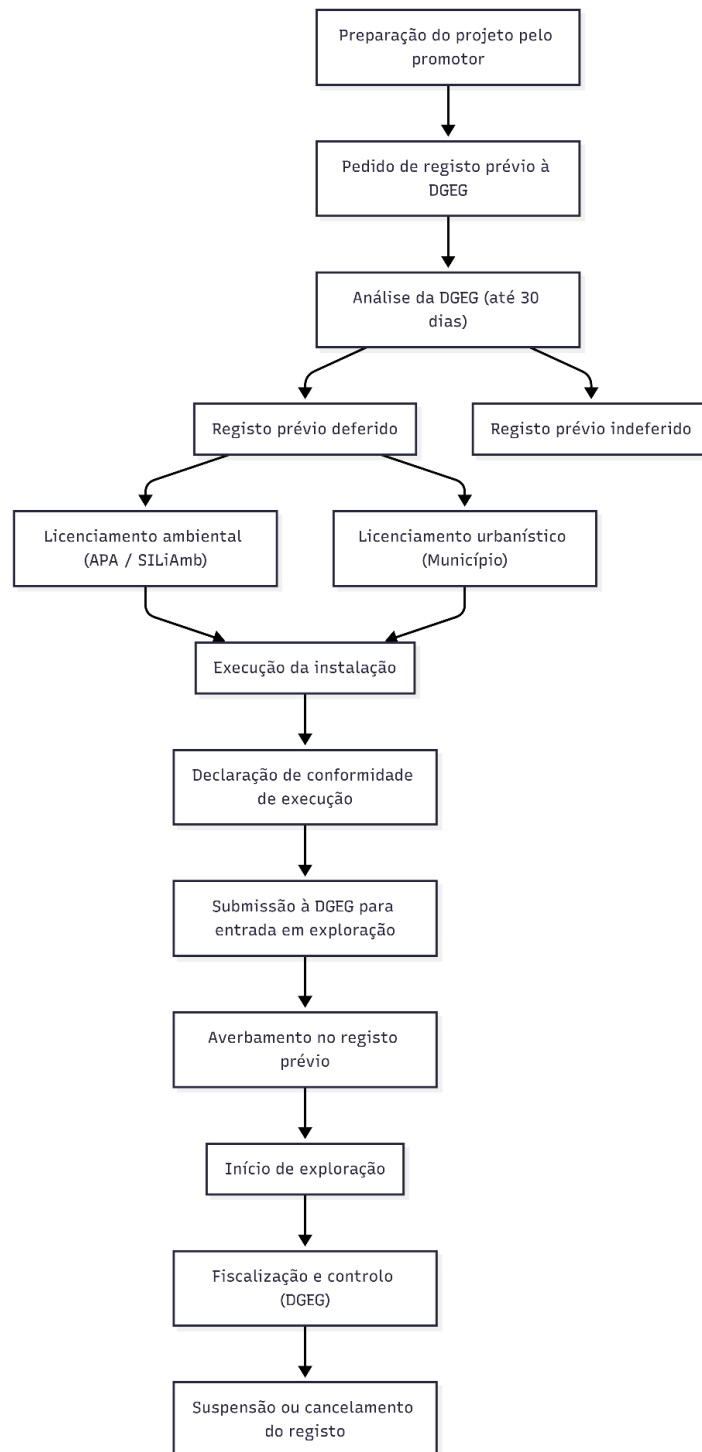 Preparação do projeto pelo
promotor
Pedido de registo prévio à
DGEG
Análise da DGEG (até 30
dias)
Registo prévio deferido
Registo prévio indeferido
Licenciamento ambiental
(APA / SILiAmb)
Licenciamento urbanístico
(Município)
Execução da instalação
Declaração de conformidade
de execução
Submissão à DGEG para
entrada em exploração
Averbamento no registo
prévio
Início de exploração
Fiscalização e controlo
(DGEG)
Suspensão ou cancelamento
do registo